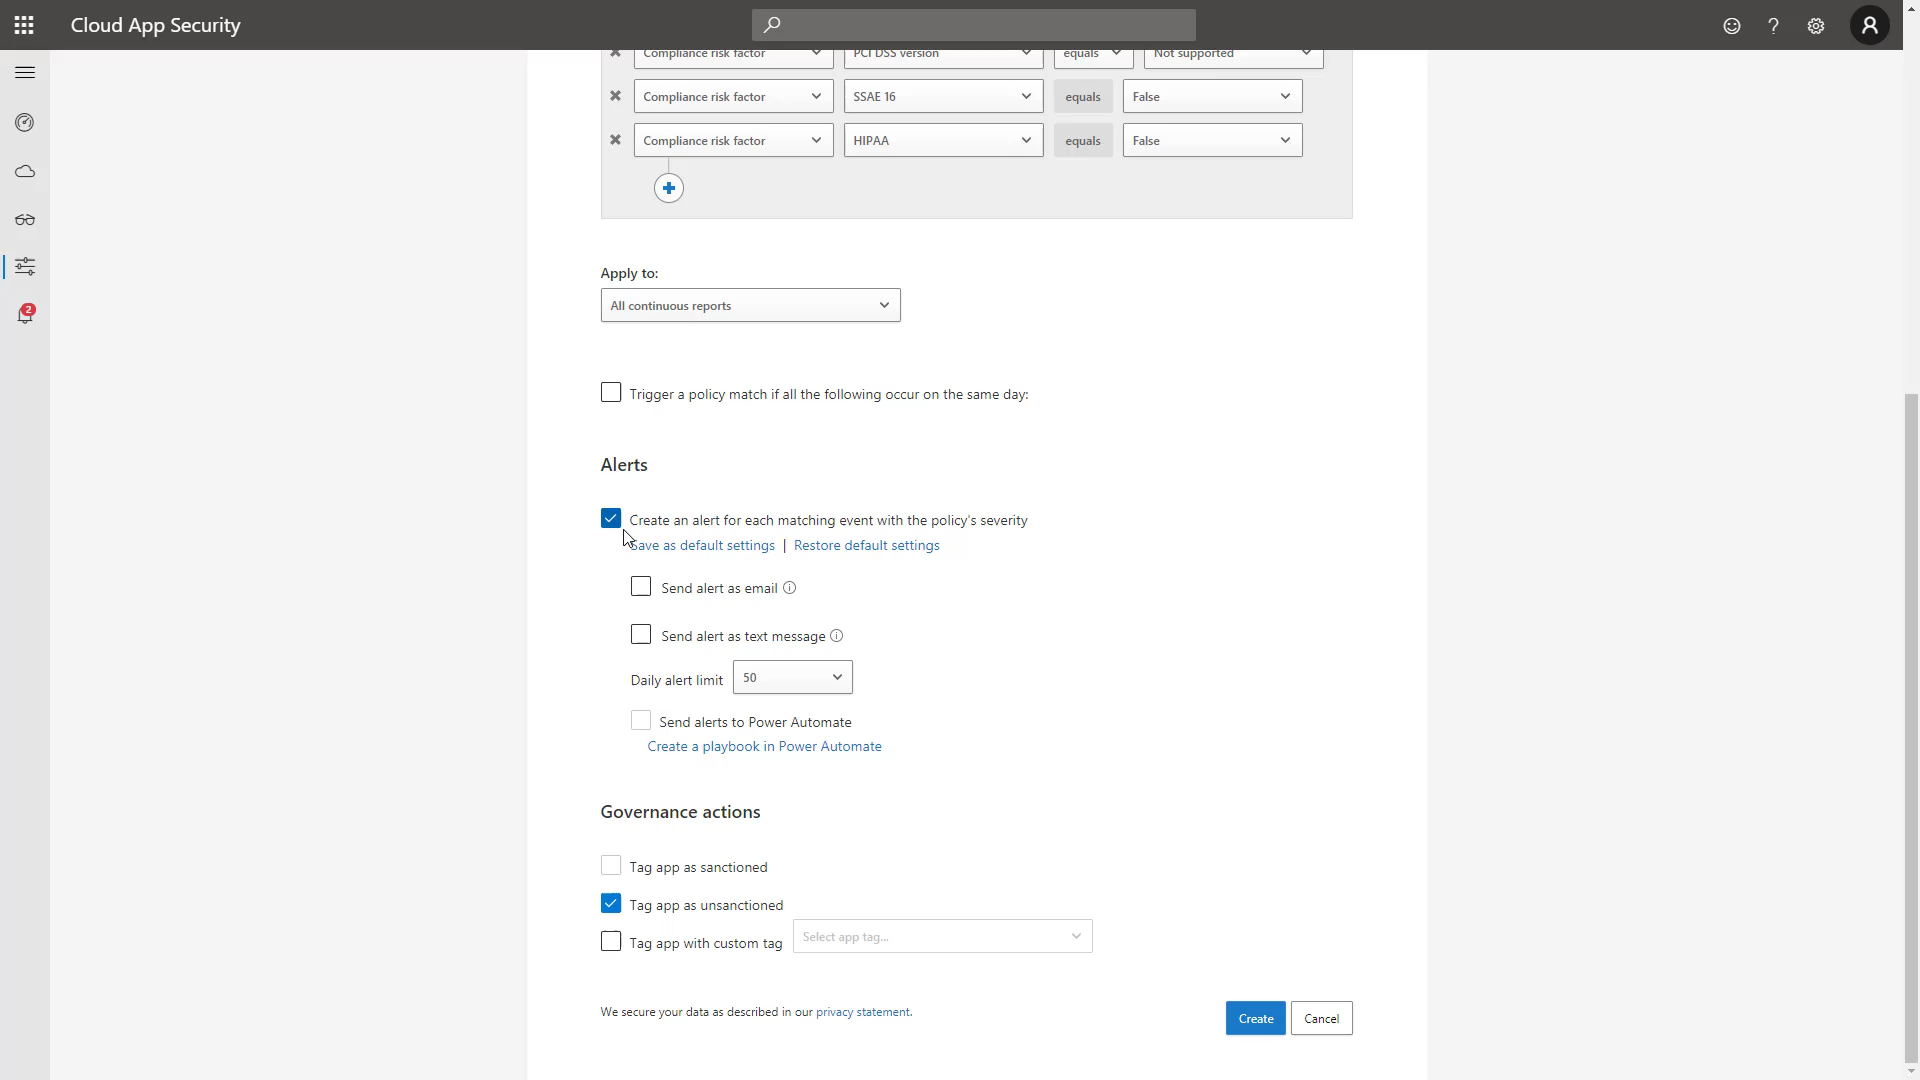 Cloud App Security
Compliance risk factor PCI DSS version equals Not supported
Compliance risk factor SSAE 16 equals False
Compliance risk factor HIPAA equals False
Apply to:
All continuous reports
Trigger a policy match if all the following occur on the same day:
2
Alerts
Create an alert for each matching event with the policy's severity
Save as default settings | Restore default settings
Send alert as email
Send alert as text message
Daily alert limit 50
Send alerts to Power Automate
Create a playbook in Power Automate
Governance actions
Tag app as sanctioned
Tag app as unsanctioned
Tag app with custom tag Select app tag...
We secure your data as described in our privacy statement.
Create Cancel